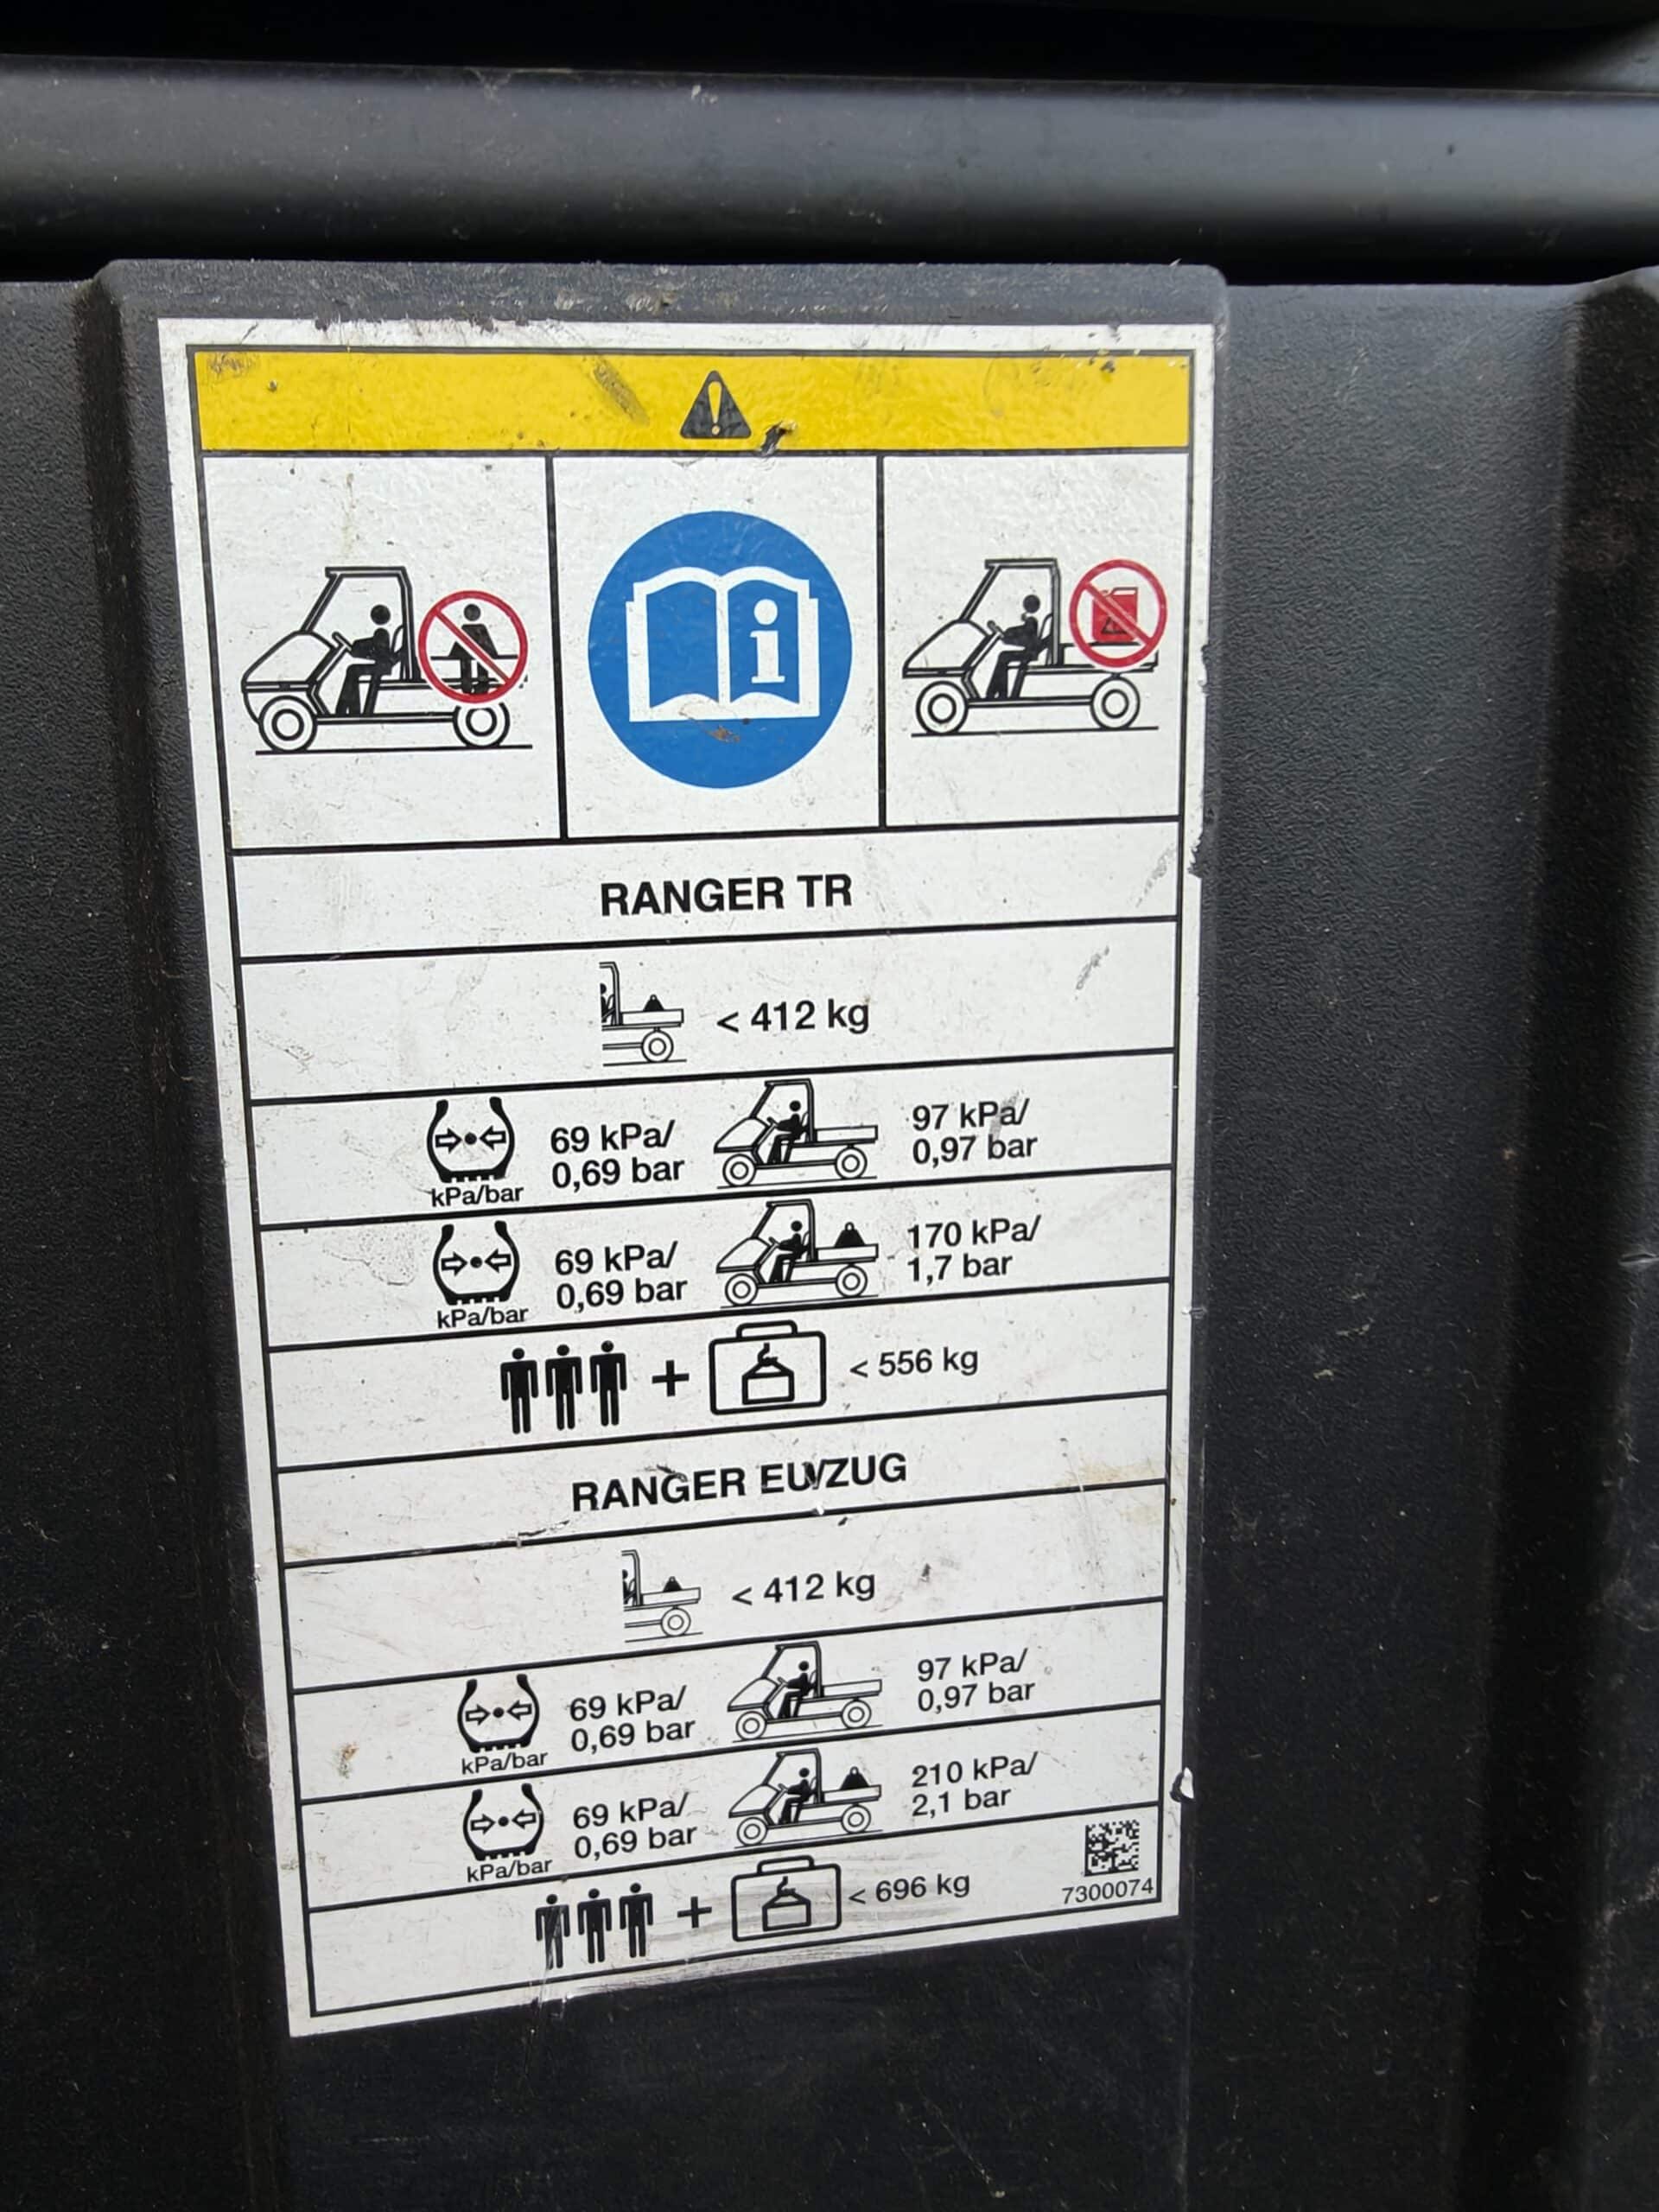 RANGER TR
< 412 kg
69 kPa/
0,69 bar
kPa/bar
97 kPa/
0,97 bar
69 kPa/
0,69 bar
kPa/bar
170 kPa/
1,7 bar
+ < 556 kg
RANGER EU/ZUG
< 412 kg
69 kPa/
0,69 bar
kPa/bar
97 kPa/
0,97 bar
69 kPa/
0,69 bar
kPa/bar
210 kPa/
2,1 bar
+ < 696 kg
7300074